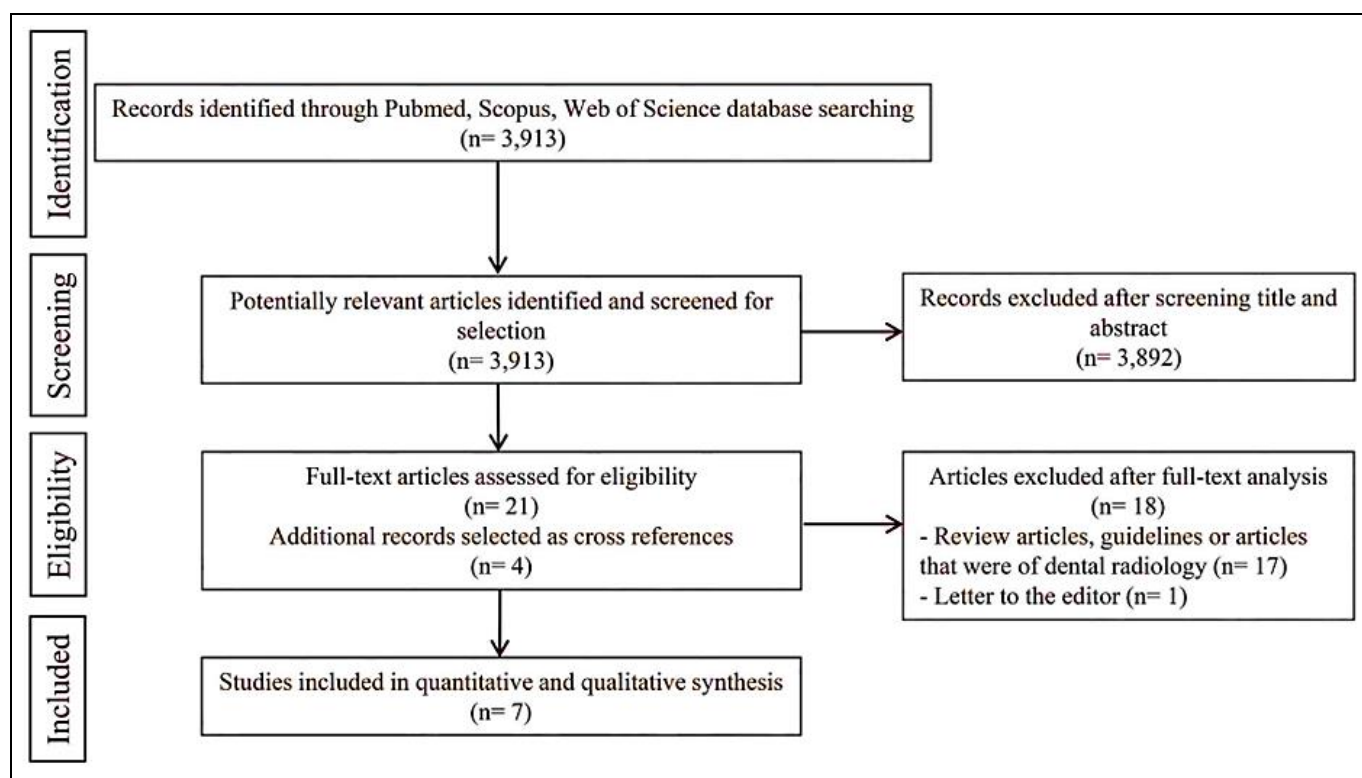 Identification
Records identified through Pubmed, Scopus, Web of Science database searching
(n= 3,913)
Screening
Potentially relevant articles identified and screened for
selection
(n= 3,913)
Records excluded after screening title and
abstract
(n= 3,892)
Eligibility
Full-text articles assessed for eligibility
(n= 21)
Additional records selected as cross references
(n= 4)
Articles excluded after full-text analysis
(n= 18)
- Review articles, guidelines or articles
that were of dental radiology (n= 17)
- Letter to the editor (n= 1)
Included
Studies included in quantitative and qualitative synthesis
(n= 7)